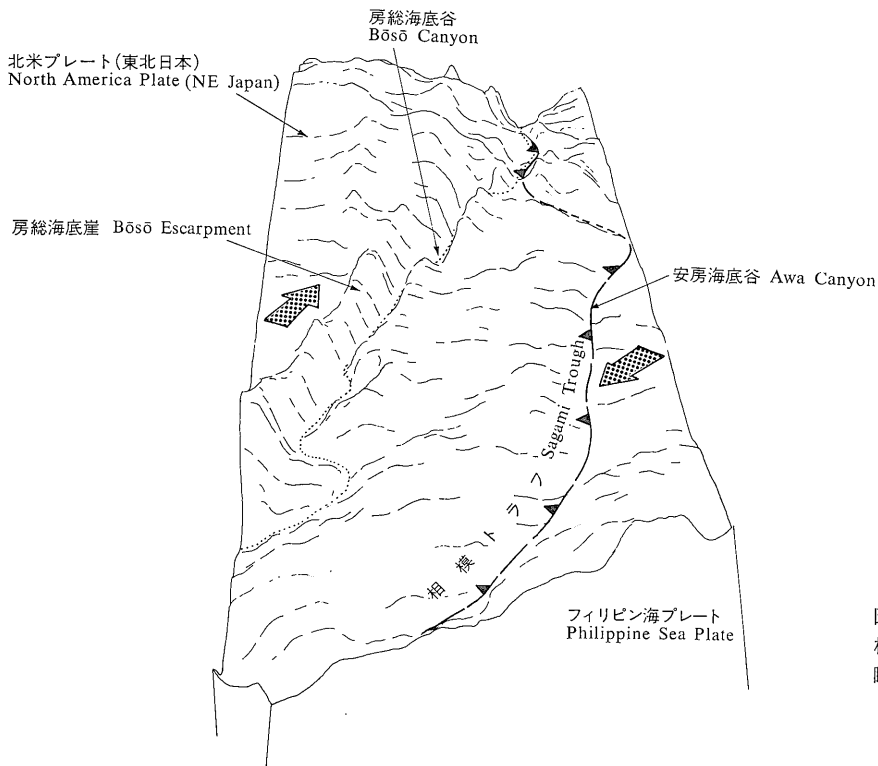 房総海底谷
Bōsō Canyon
北米プレート(東北日本)
North America Plate (NE Japan)
房総海底崖 Bōsō Escarpment
安房海底谷 Awa Canyon
相模トラフ Sagami Trough
フィリピン海プレート
Philippine Sea Plate